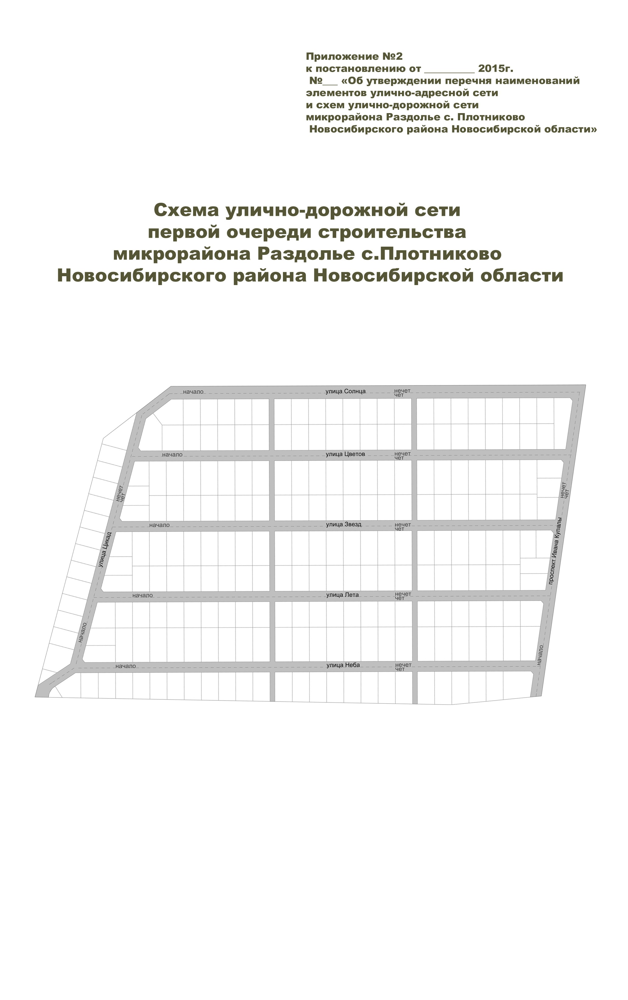 Приложение №2
к постановлению от __________ 2015г.
№___ «Об утверждении перечня наименований
элементов улично-адресной сети
и схем улично-дорожной сети
микрорайона Раздолье с. Плотниково
Новосибирского района Новосибирской области»
Схема улично-дорожной сети
первой очереди строительства
микрорайона Раздолье с.Плотниково
Новосибирского района Новосибирской области
начало
улица Солнца
нечет
чет
начало
улица Цветов
нечет
чет
нечет
чет
нечет
чет
начало
улица Звезд
нечет
чет
улица Цикад
проспект Ивана Купалы
начало
улица Лета
нечет
чет
начало
начало
начало
улица Неба
нечет
чет